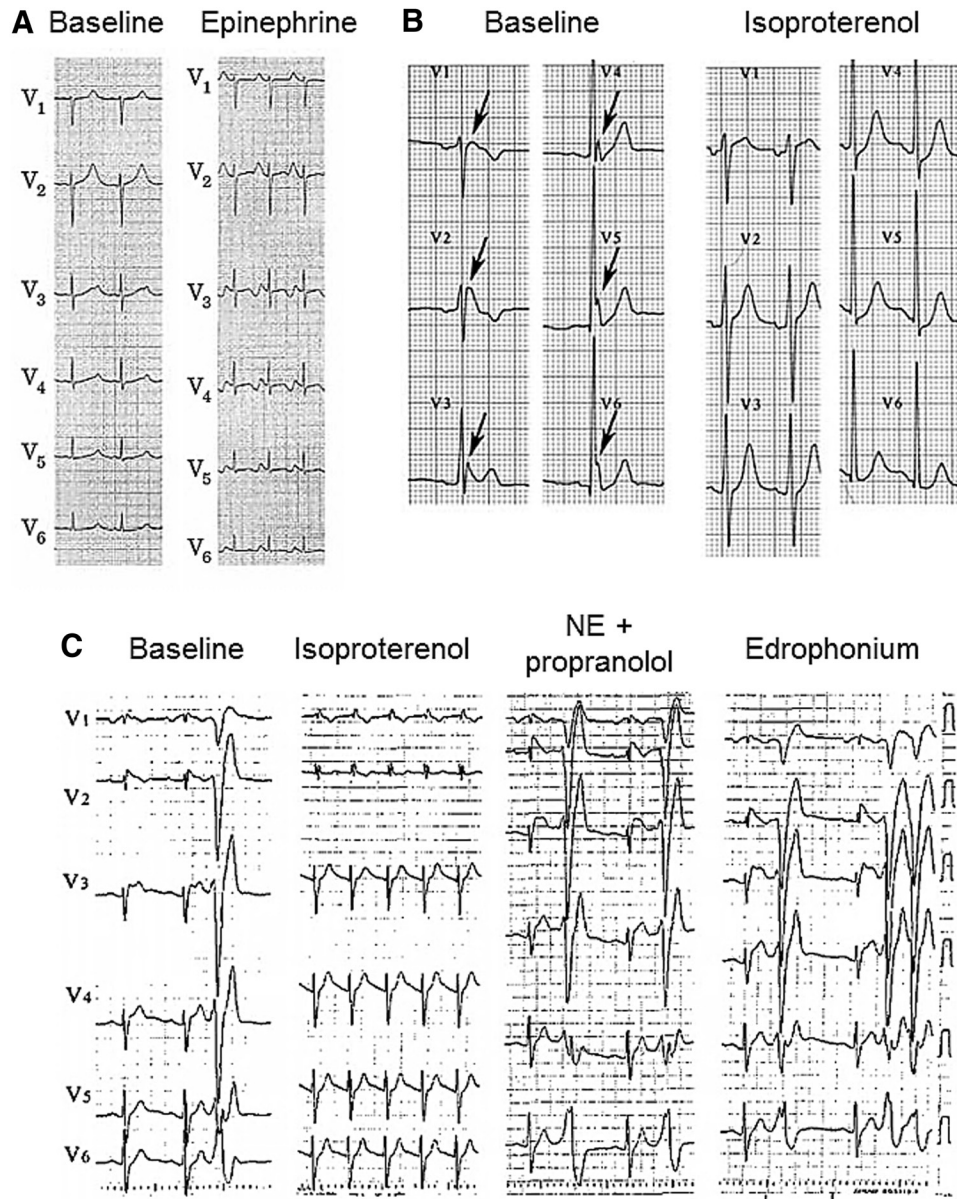 A Baseline Epinephrine
V1 V1
V2 V2
V3 V3
V4 V4
V5 V5
V6 V6
B Baseline Isoproterenol
V1 V4 V1 V4
V2 V5 V2 V5
V3 V6 V3 V6
C Baseline Isoproterenol NE +
propranolol Edrophonium
V1
V2
V3
V4
V5
V6